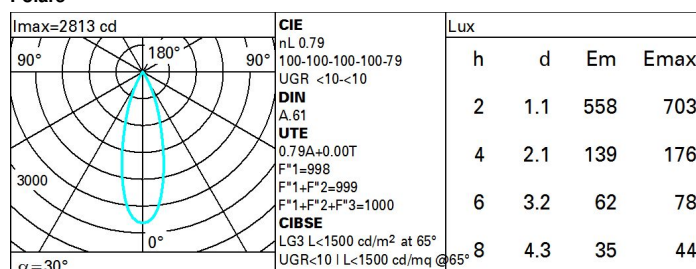 Imax=2813 cd
90°
180°
90°
3000
0°
α=30°
CIE
nL 0.79
100-100-100-100-79
UGR <10-<10
DIN
A.61
UTE
0.79A+0.00T
F"1=998
F"1+F"2=999
F"1+F"2+F"3=1000
CIBSE
LG3 L<1500 cd/m² at 65°
UGR<10 | L<1500 cd/mq @65°
Lux
h d Em Emax
2 1.1 558 703
4 2.1 139 176
6 3.2 62 78
8 4.3 35 44